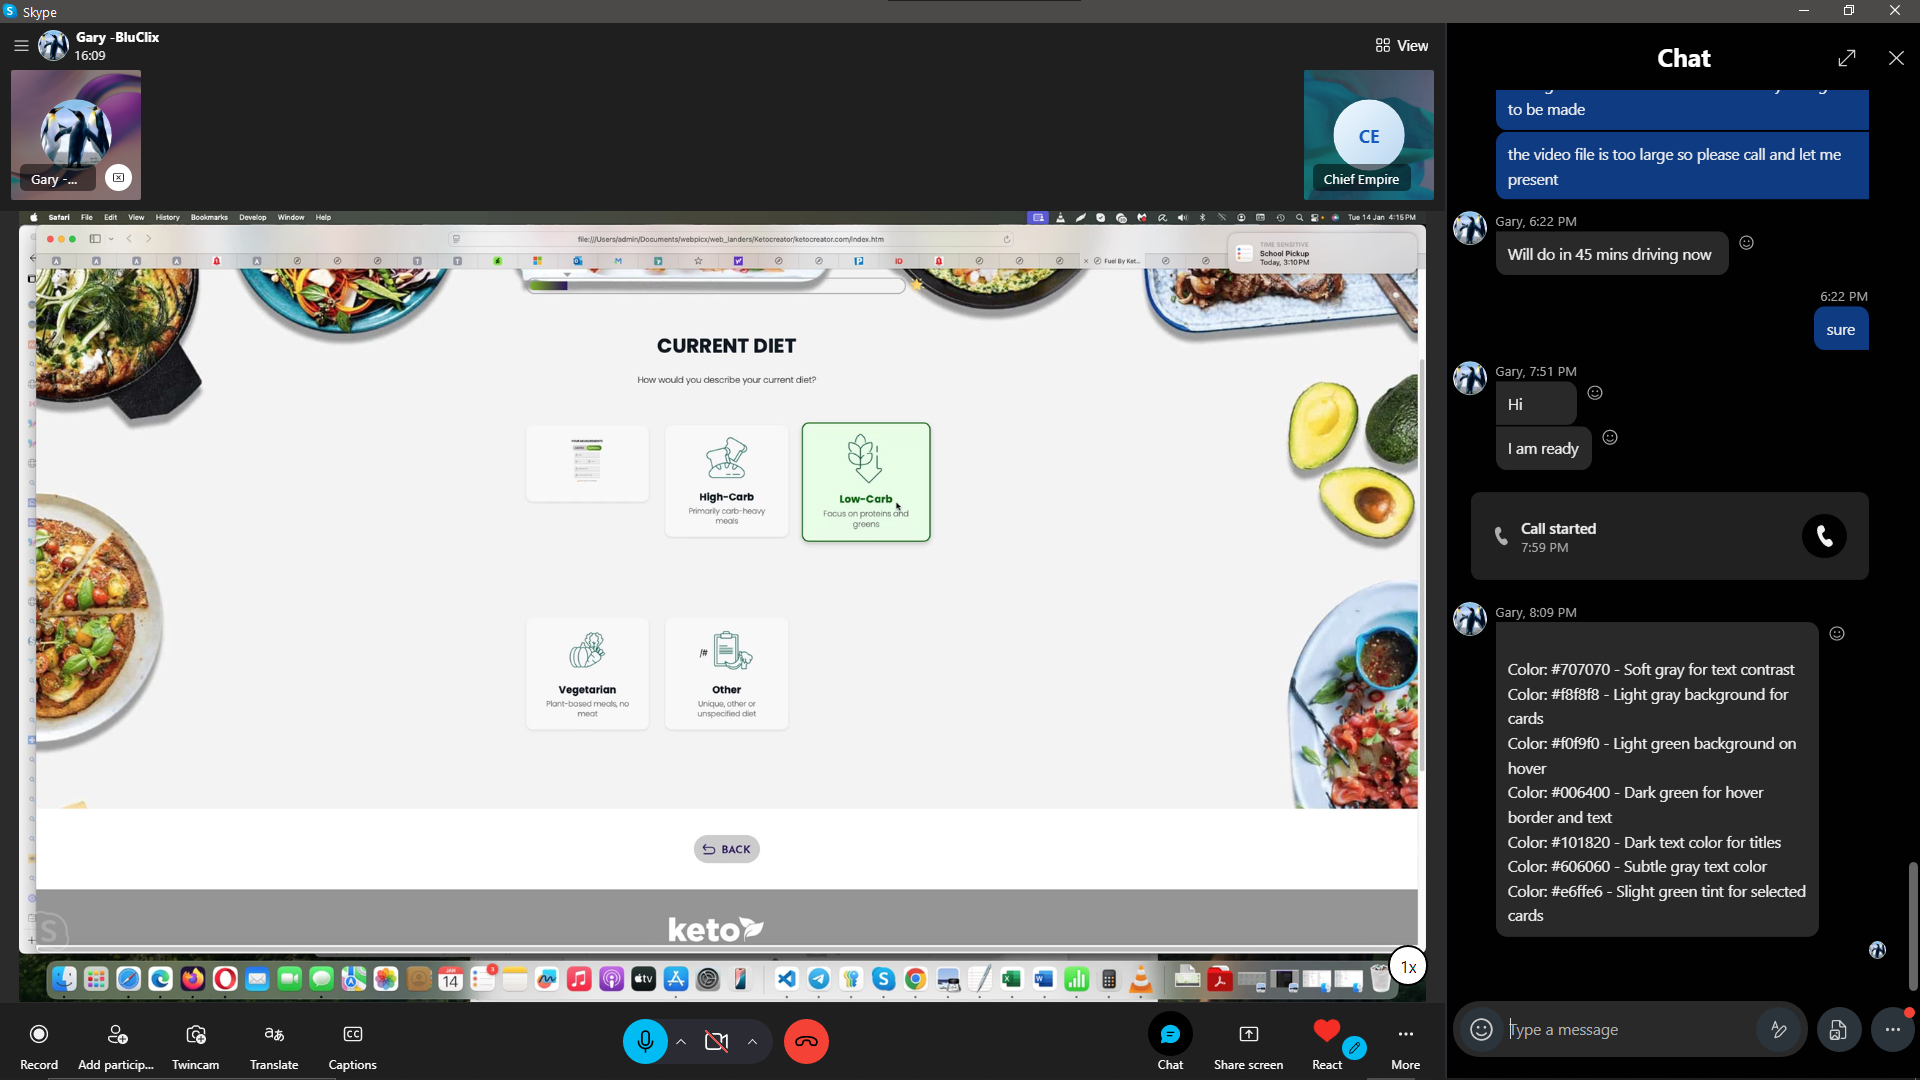 Skype
Gary -BluClix
16:09
View
Gary -...
CE
Chief Empire
Safari File Edit View History Bookmarks Develop Window Help
Tue 14 Jan 4:15 PM
file:///Users/admin/Documents/webpicx/web_landers/Ketocreator/ketocreator.com/index.htm
TIME SENSITIVE
School Pickup
Today, 3:10 PM
Fuel By Ket...
CURRENT DIET
How would you describe your current diet?
High-Carb
Primarily carb-heavy
meals
Low-Carb
Focus on proteins and
greens
Vegetarian
Plant-based meals, no
meat
/#
Other
Unique, other or
unspecified diet
BACK
keto
JAN
14
3
tv
1x
Record
Add particip...
Twincam
Translate
Captions
Chat
Share screen
React
More
Chat
to be made
the video file is too large so please call and let me
present
Gary, 6:22 PM
Will do in 45 mins driving now
6:22 PM
sure
Gary, 7:51 PM
Hi
I am ready
Call started
7:59 PM
Gary, 8:09 PM
Color: #707070 - Soft gray for text contrast
Color: #f8f8f8 - Light gray background for
cards
Color: #f0f9f0 - Light green background on
hover
Color: #006400 - Dark green for hover
border and text
Color: #101820 - Dark text color for titles
Color: #606060 - Subtle gray text color
Color: #e6ffe6 - Slight green tint for selected
cards
Type a message